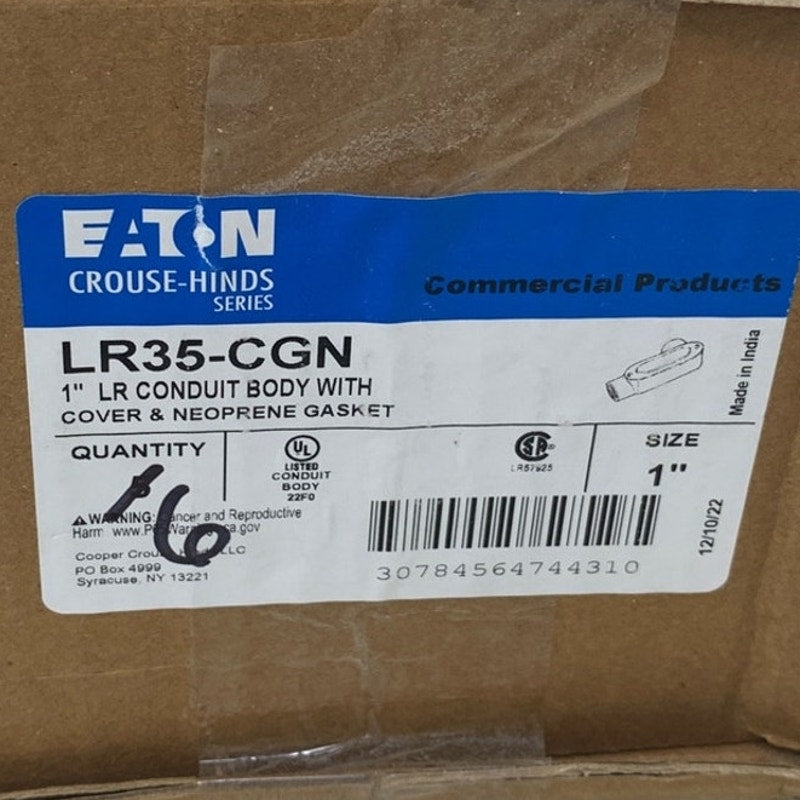 EATON
CROUSE-HINDS
SERIES
Commercial Products
LR35-CGN
1" LR CONDUIT BODY WITH
COVER & NEOPRENE GASKET
Made in India
QUANTITY
16
UL
LISTED
CONDUIT
BODY
22F0
SA
LR57925
SIZE
1"
WARNING: Cancer and Reproductive
Harm
Cooper
LLC
PO Box 4999
Syracuse, NY 13221
30784564744310
12/10/22